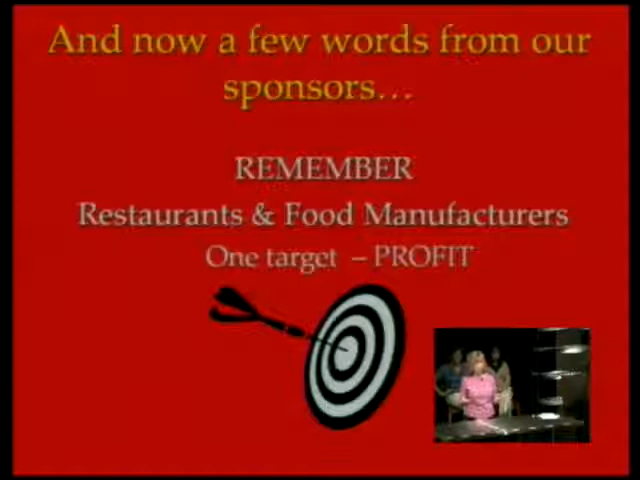 And now a few words from our
sponsors…
REMEMBER
Restaurants & Food Manufacturers
One target – PROFIT